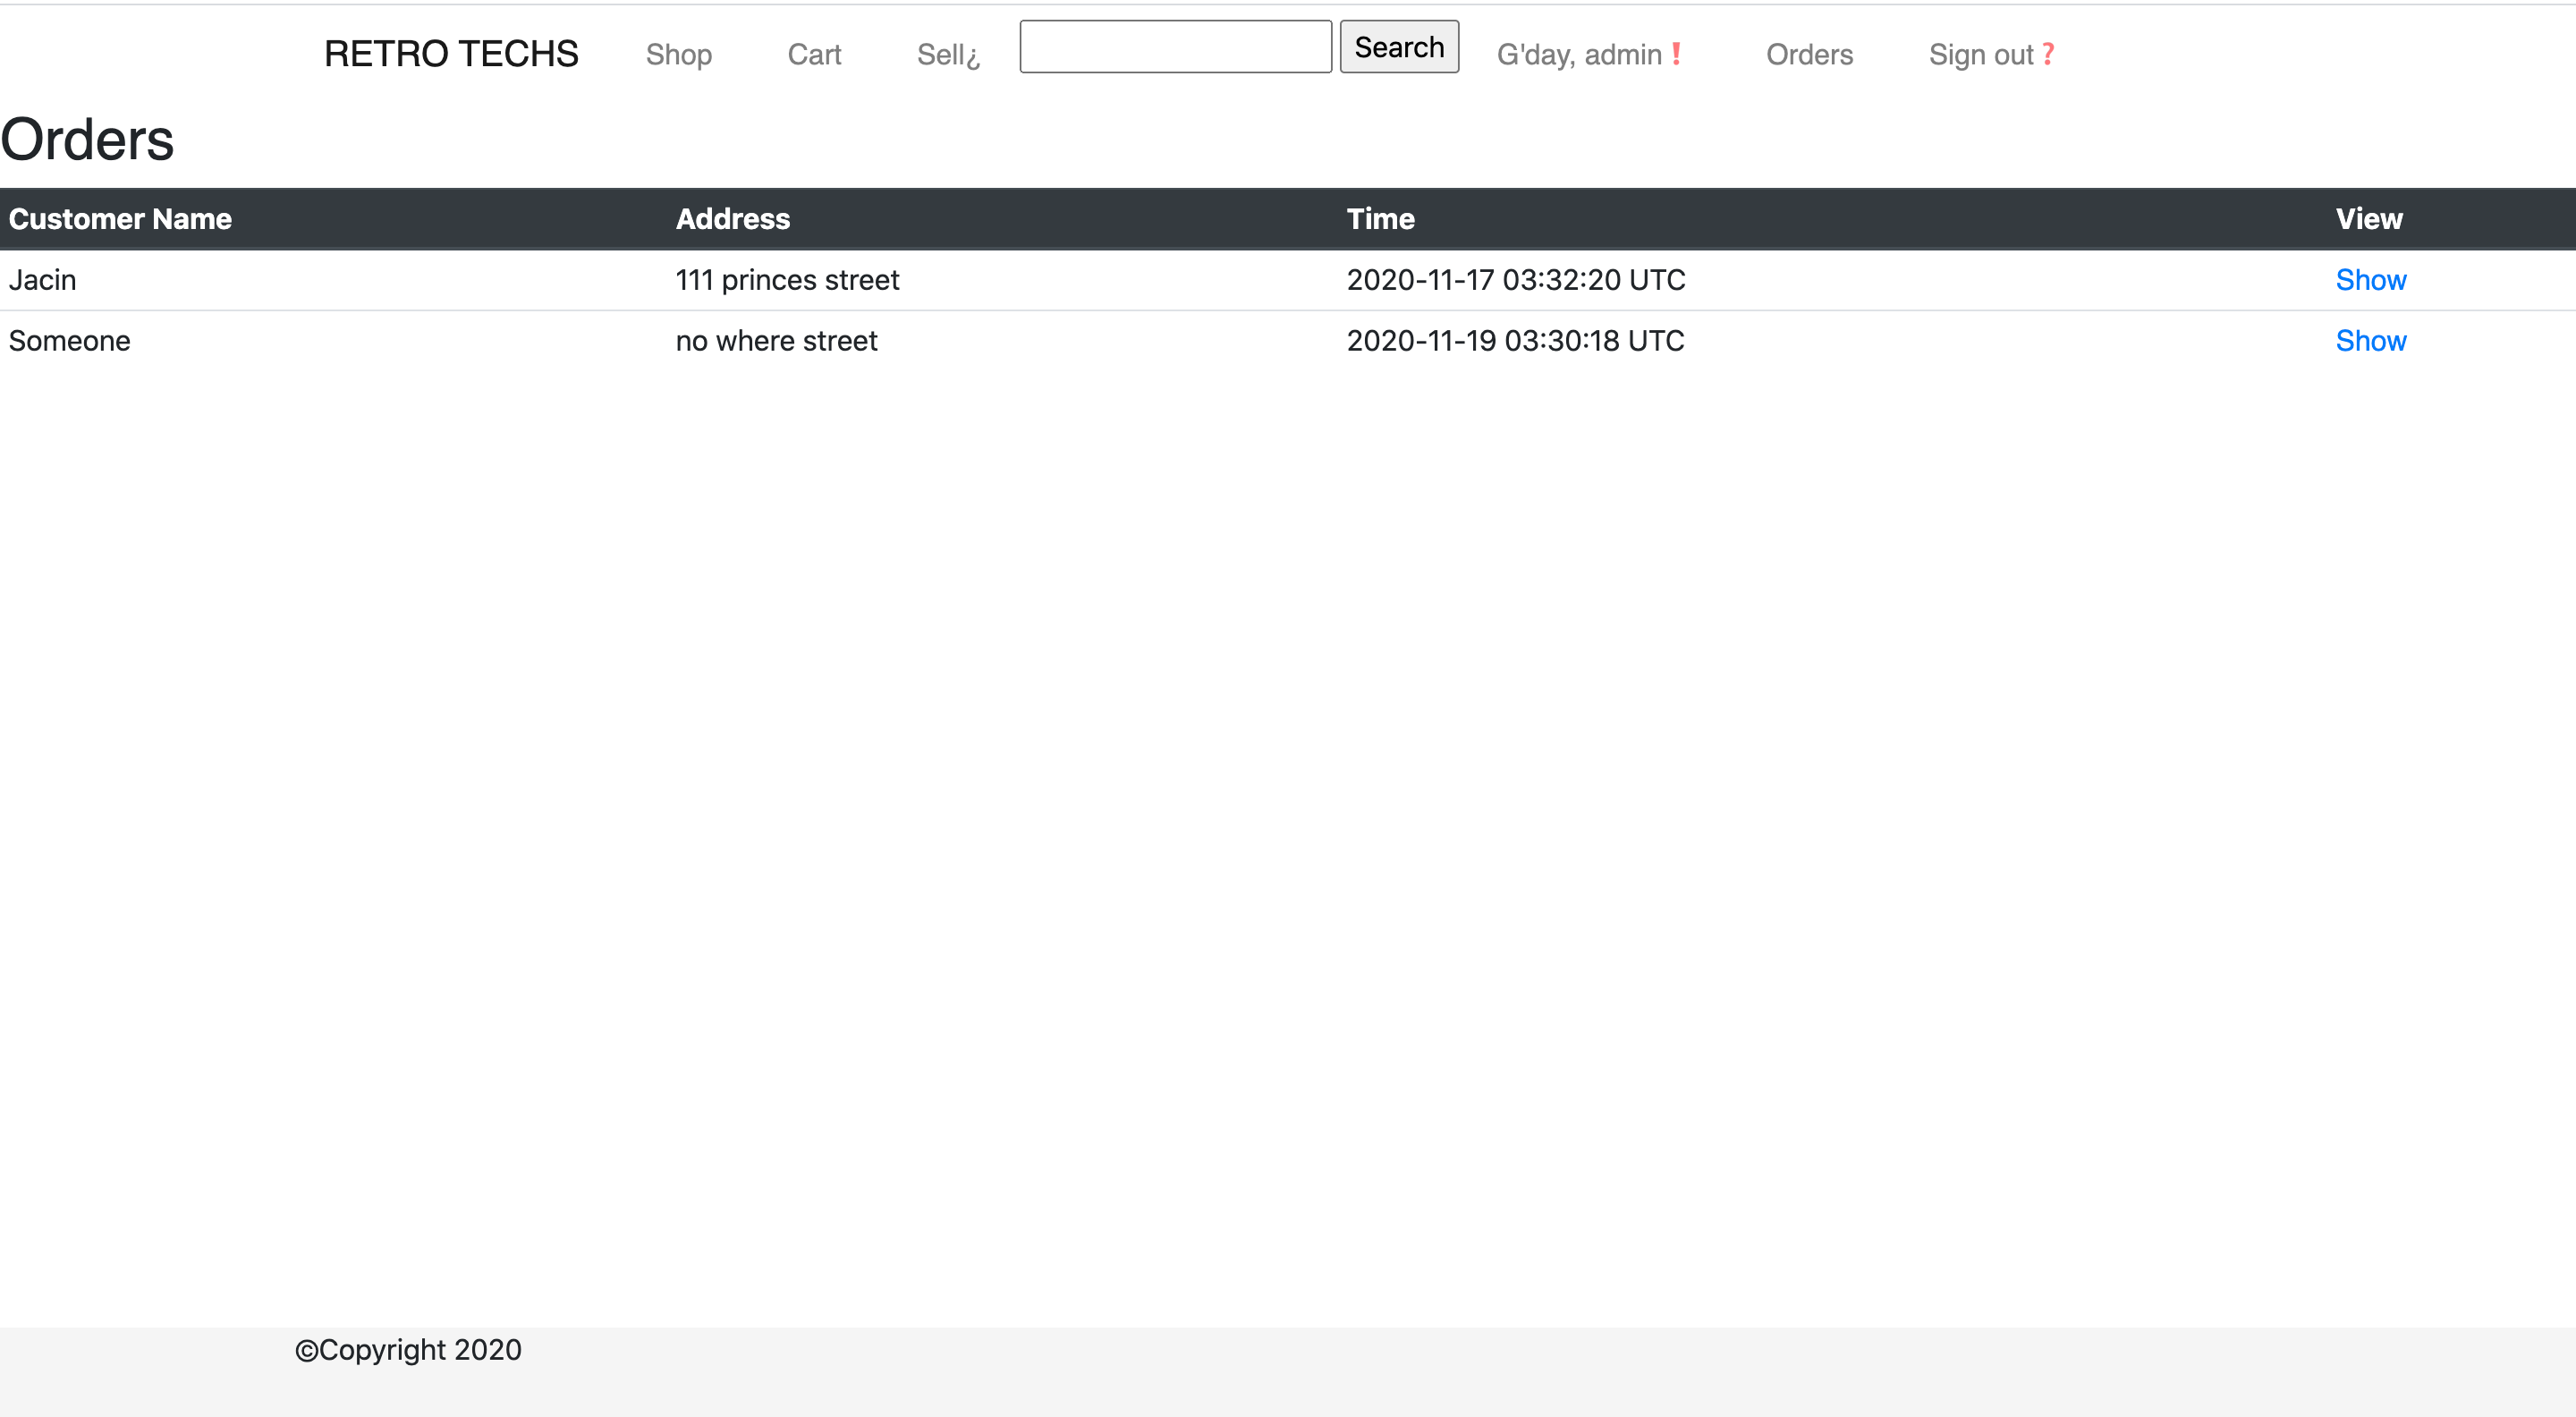 RETRO TECHS Shop Cart Sell¿ Search G'day, admin❗ Orders Sign out❓
Orders
Customer Name Address Time View
Jacin 111 princes street 2020-11-17 03:32:20 UTC Show
Someone no where street 2020-11-19 03:30:18 UTC Show
©Copyright 2020